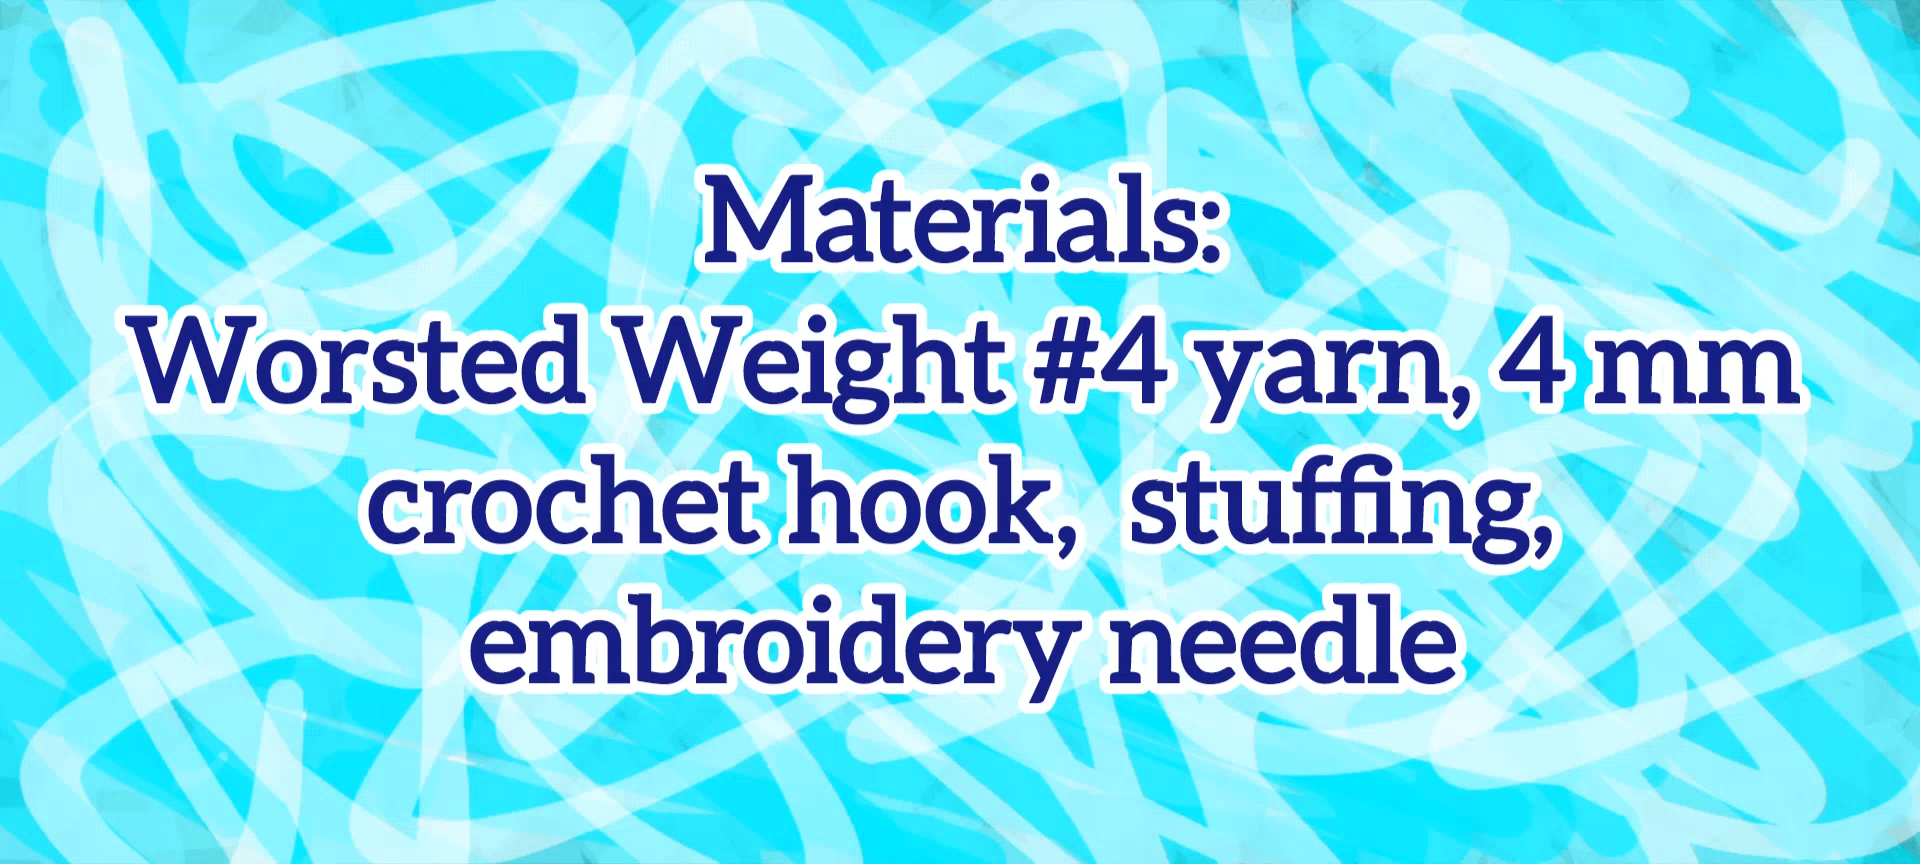 Materials:
Worsted Weight #4 yarn, 4 mm
crochet hook,  stuffing,
embroidery needle